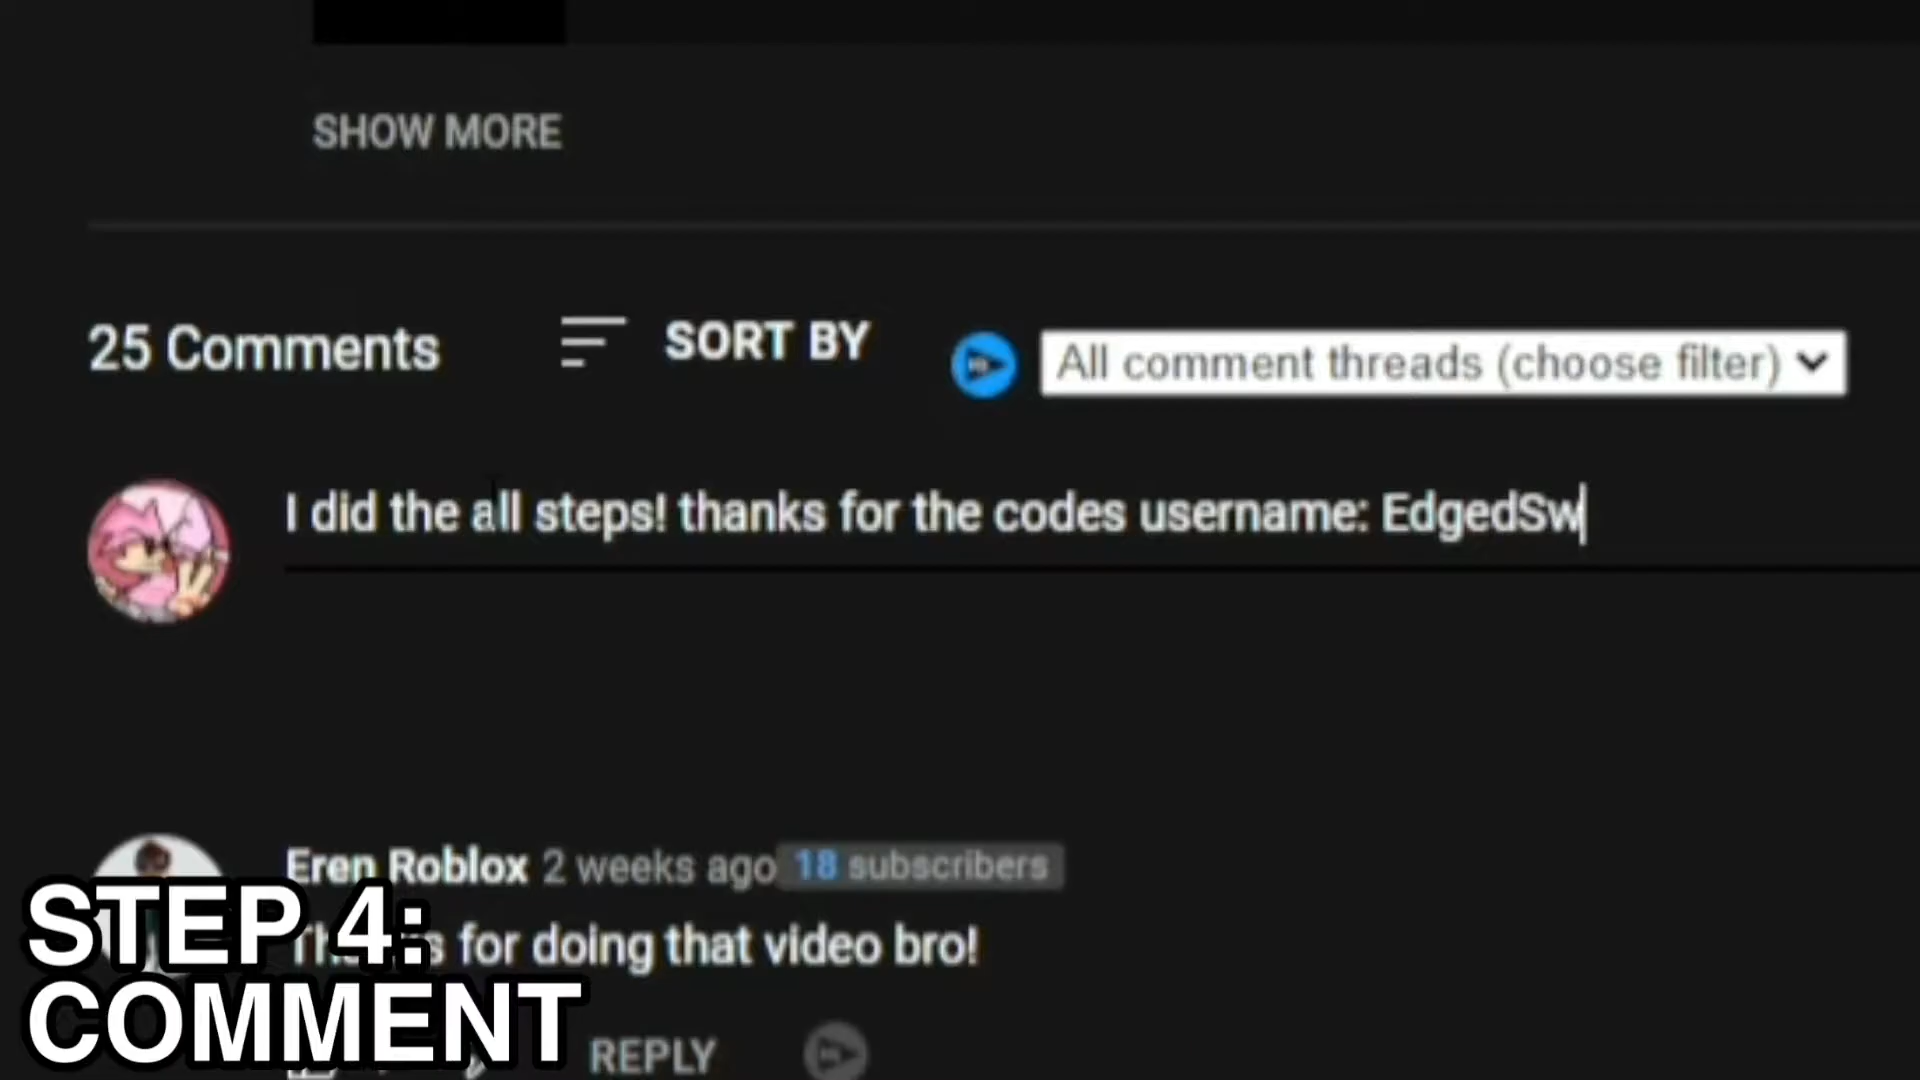 SHOW MORE
25 Comments
SORT BY
All comment threads (choose filter)
I did the all steps! thanks for the codes username: EdgedSw
Eren Roblox 2 weeks ago 18 subscribers
for doing that video bro!
STEP 4:
COMMENT
REPLY